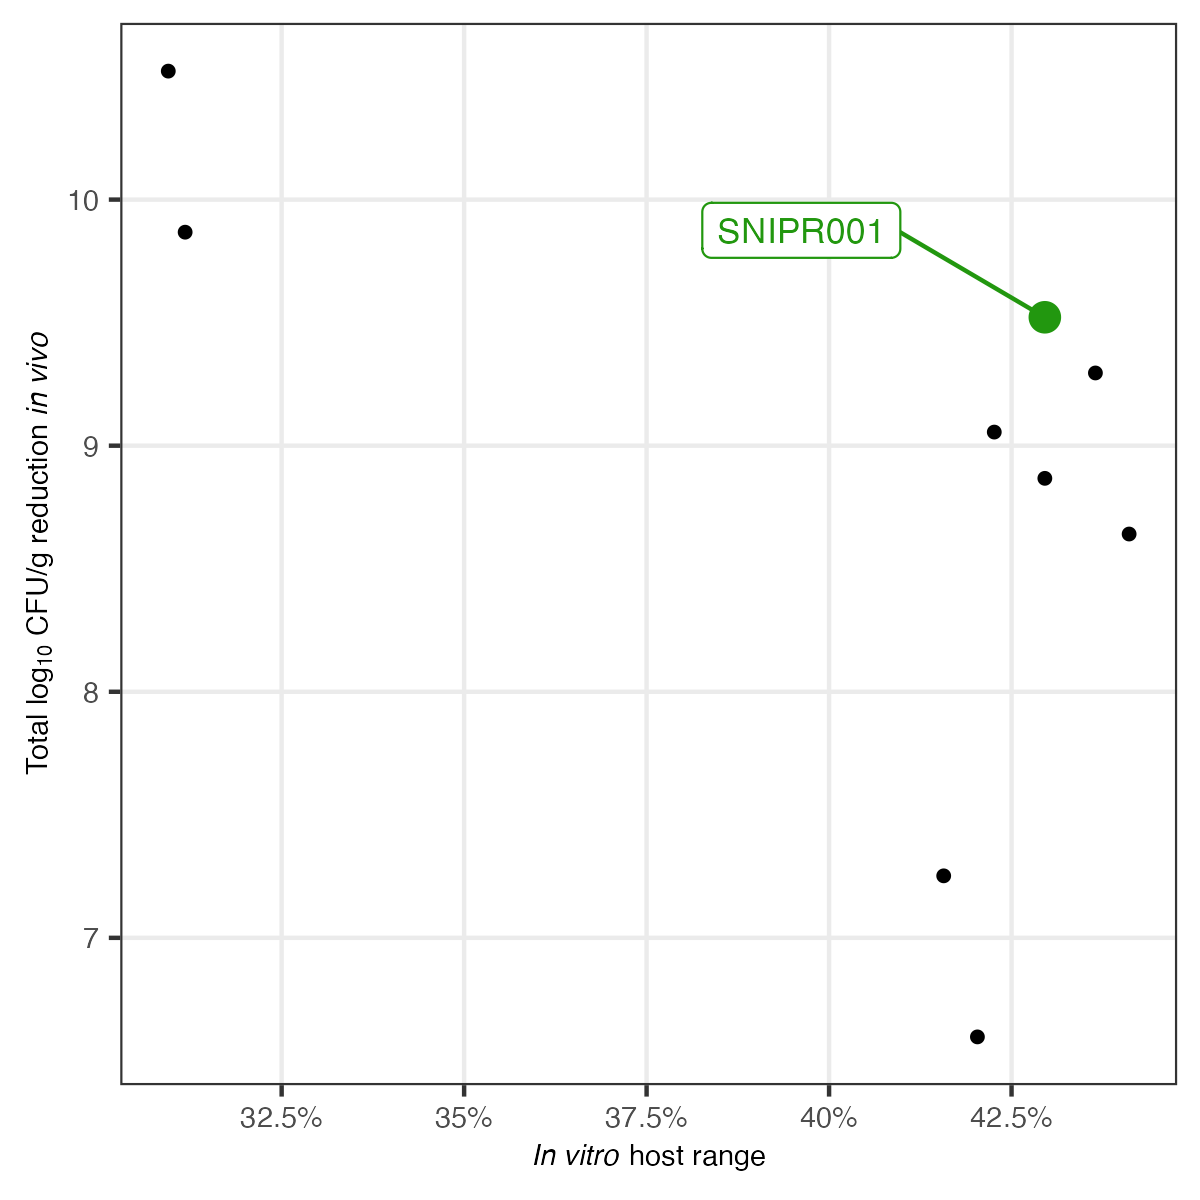 10
9
8
7
Total log₁₀ CFU/g reduction in vivo
SNIPR001
32.5% 35% 37.5% 40% 42.5%
In vitro host range